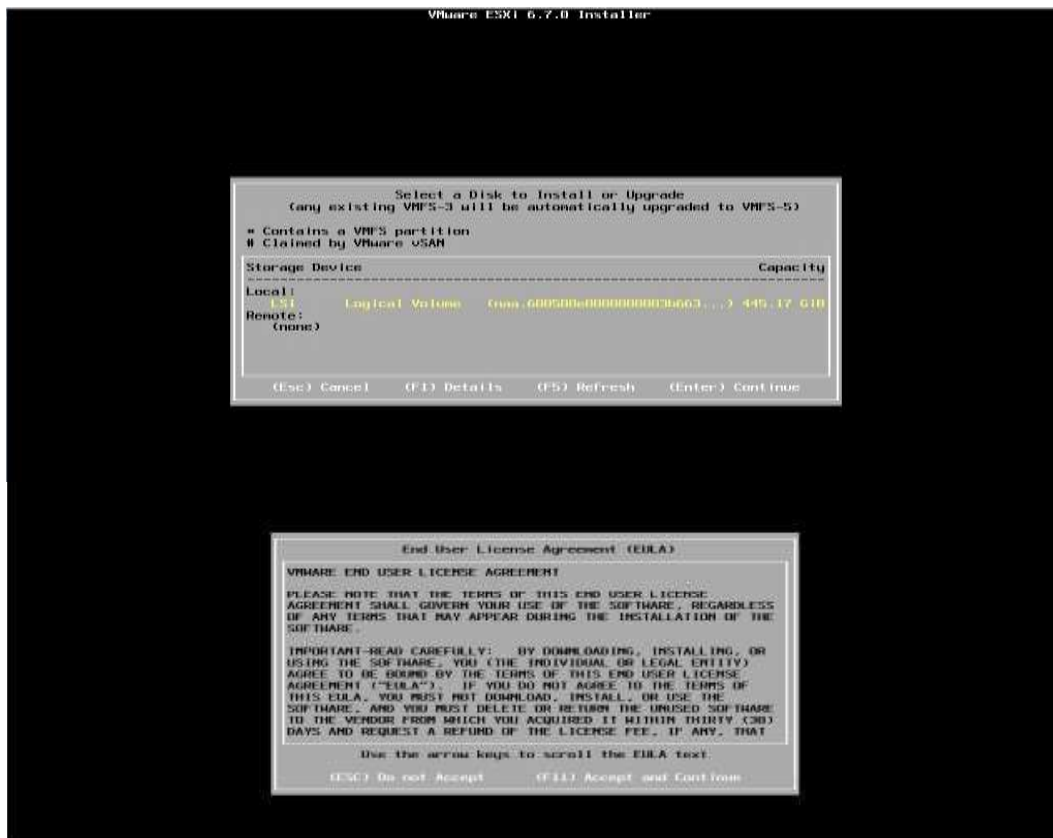 VMware ESXi 6.7.0 Installer
Select a Disk to Install or Upgrade
(any existing VMFS-3 will be automatically upgraded to VMFS-5)
* Contains a VMFS partition
# Claimed by VMware vSAN
Storage Device Capacity
Local:
LSI Logical Volume (naa.600508e0000000003b663...) 445.17 GiB
Remote:
(none)
(Esc) Cancel (F1) Details (F5) Refresh (Enter) Continue
End User License Agreement (EULA)
VMWARE END USER LICENSE AGREEMENT
PLEASE NOTE THAT THE TERMS OF THIS END USER LICENSE
AGREEMENT SHALL GOVERN YOUR USE OF THE SOFTWARE, REGARDLESS
OF ANY TERMS THAT MAY APPEAR DURING THE INSTALLATION OF THE
SOFTWARE.
IMPORTANT-READ CAREFULLY: BY DOWNLOADING, INSTALLING, OR
USING THE SOFTWARE, YOU (THE INDIVIDUAL OR LEGAL ENTITY)
AGREE TO BE BOUND BY THE TERMS OF THIS END USER LICENSE
AGREEMENT ("EULA"). IF YOU DO NOT AGREE TO THE TERMS OF
THIS EULA, YOU MUST NOT DOWNLOAD, INSTALL, OR USE THE
SOFTWARE, AND YOU MUST DELETE OR RETURN THE UNUSED SOFTWARE
TO THE VENDOR FROM WHICH YOU ACQUIRED IT WITHIN THIRTY (30)
DAYS AND REQUEST A REFUND OF THE LICENSE FEE, IF ANY, THAT
Use the arrow keys to scroll the EULA text
(ESC) Do not Accept (F11) Accept and Continue